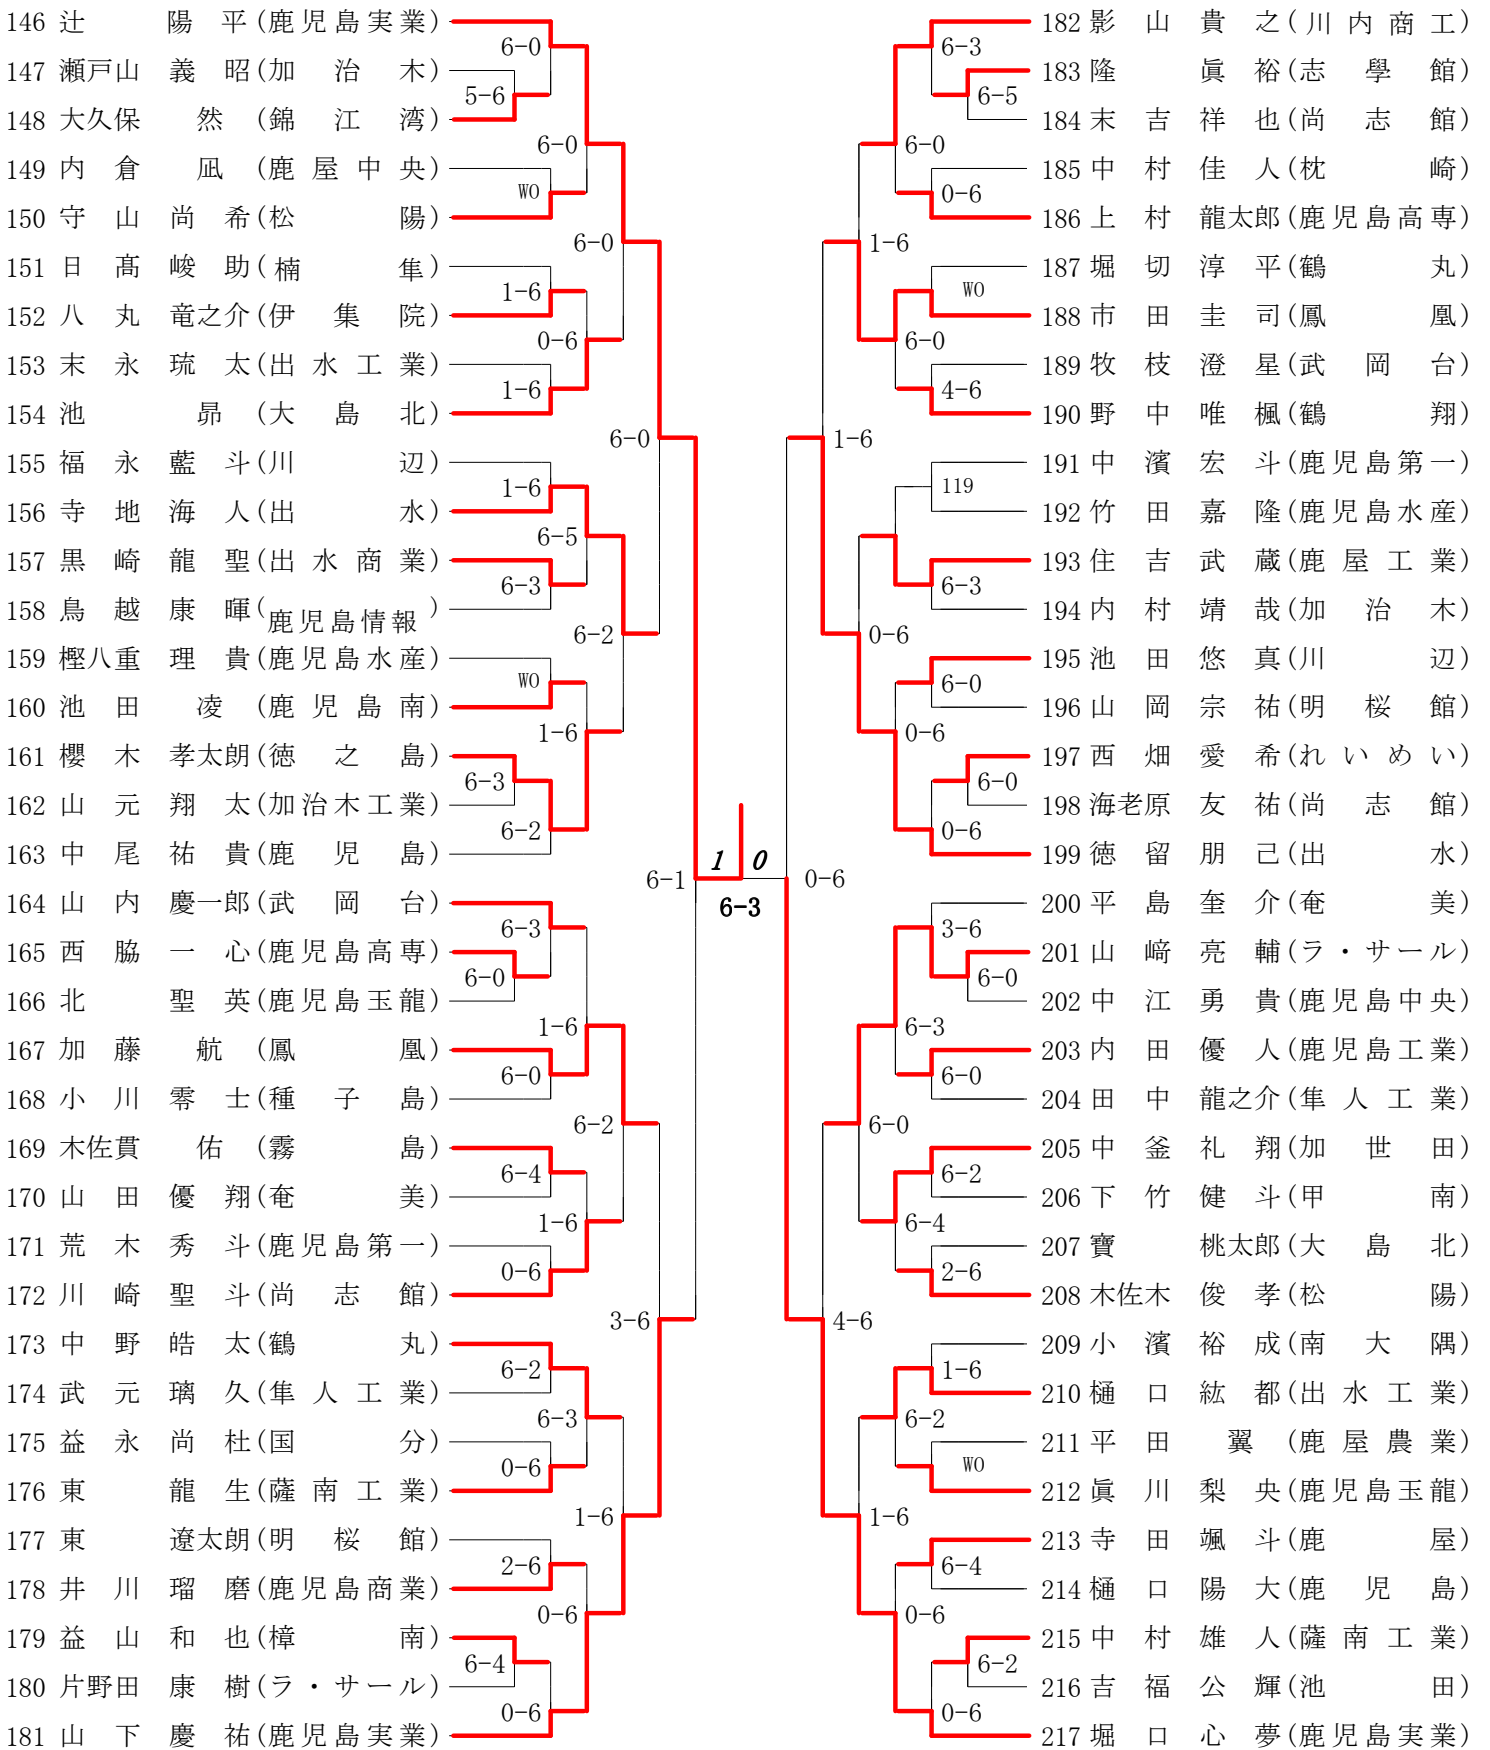 146 辻 陽 平 (鹿児島実業)
6-0
147 瀬戸山 義 昭 (加 治 木)
5-6
148 大久保 然 (錦 江 湾)
6-0
149 内 倉 凪 (鹿 屋 中 央)
WO
150 守 山 尚 希 (松 陽)
6-0
151 日 髙 峻 助 (楠 隼)
1-6
152 八 丸 竜之介 (伊 集 院)
0-6
153 末 永 琉 太 (出 水 工 業)
1-6
154 池 昴 (大 島 北)
6-0
155 福 永 藍 斗 (川 辺)
1-6
156 寺 地 海 人 (出 水)
6-5
157 黒 崎 龍 聖 (出 水 商 業)
6-3
158 鳥 越 康 暉 (鹿児島情報)
6-2
159 樫八重 理 貴 (鹿児島水産)
WO
160 池 田 凌 (鹿 児 島 南)
1-6
161 櫻 木 孝太朗 (徳 之 島)
6-3
162 山 元 翔 太 (加治木工業)
6-2
163 中 尾 祐 貴 (鹿 児 島)
6-1
164 山 内 慶一郎 (武 岡 台)
6-3
165 西 脇 一 心 (鹿児島高専)
6-0
166 北 聖 英 (鹿児島玉龍)
1-6
167 加 藤 航 (鳳 凰)
6-0
168 小 川 零 士 (種 子 島)
6-2
169 木佐貫 佑 (霧 島)
6-4
170 山 田 優 翔 (奄 美)
1-6
171 荒 木 秀 斗 (鹿児島第一)
0-6
172 川 崎 聖 斗 (尚 志 館)
3-6
173 中 野 皓 太 (鶴 丸)
6-2
174 武 元 璃 久 (隼 人 工 業)
6-3
175 益 永 尚 杜 (国 分)
0-6
176 東 龍 生 (薩 南 工 業)
1-6
177 東 遼太朗 (明 桜 館)
2-6
178 井 川 瑠 磨 (鹿児島商業)
0-6
179 益 山 和 也 (樟 南)
6-4
180 片野田 康 樹 (ラ・サール)
0-6
181 山 下 慶 祐 (鹿児島実業)
1 0
6-3
182 影 山 貴 之 (川 内 商 工)
6-3
183 隆 眞 裕 (志 學 館)
6-5
184 末 吉 祥 也 (尚 志 館)
6-0
185 中 村 佳 人 (枕 崎)
0-6
186 上 村 龍太郎 (鹿児島高専)
1-6
187 堀 切 淳 平 (鶴 丸)
WO
188 市 田 圭 司 (鳳 凰)
6-0
189 牧 枝 澄 星 (武 岡 台)
4-6
190 野 中 唯 楓 (鶴 翔)
1-6
191 中 濱 宏 斗 (鹿児島第一)
119
192 竹 田 嘉 隆 (鹿児島水産)
193 住 吉 武 蔵 (鹿 屋 工 業)
6-3
194 内 村 靖 哉 (加 治 木)
0-6
195 池 田 悠 真 (川 辺)
6-0
196 山 岡 宗 祐 (明 桜 館)
0-6
197 西 畑 愛 希 (れ い め い)
6-0
198 海老原 友 祐 (尚 志 館)
0-6
199 徳 留 朋 己 (出 水)
0-6
200 平 島 奎 介 (奄 美)
3-6
201 山 﨑 亮 輔 (ラ・サール)
6-0
202 中 江 勇 貴 (鹿児島中央)
6-3
203 内 田 優 人 (鹿児島工業)
6-0
204 田 中 龍之介 (隼 人 工 業)
6-0
205 中 釜 礼 翔 (加 世 田)
6-2
206 下 竹 健 斗 (甲 南)
6-4
207 寶 桃太郎 (大 島 北)
2-6
208 木佐木 俊 孝 (松 陽)
4-6
209 小 濱 裕 成 (南 大 隅)
1-6
210 樋 口 紘 都 (出 水 工 業)
6-2
211 平 田 翼 (鹿 屋 農 業)
WO
212 眞 川 梨 央 (鹿児島玉龍)
1-6
213 寺 田 颯 斗 (鹿 屋)
6-4
214 樋 口 陽 大 (鹿 児 島)
0-6
215 中 村 雄 人 (薩 南 工 業)
6-2
216 吉 福 公 輝 (池 田)
0-6
217 堀 口 心 夢 (鹿児島実業)